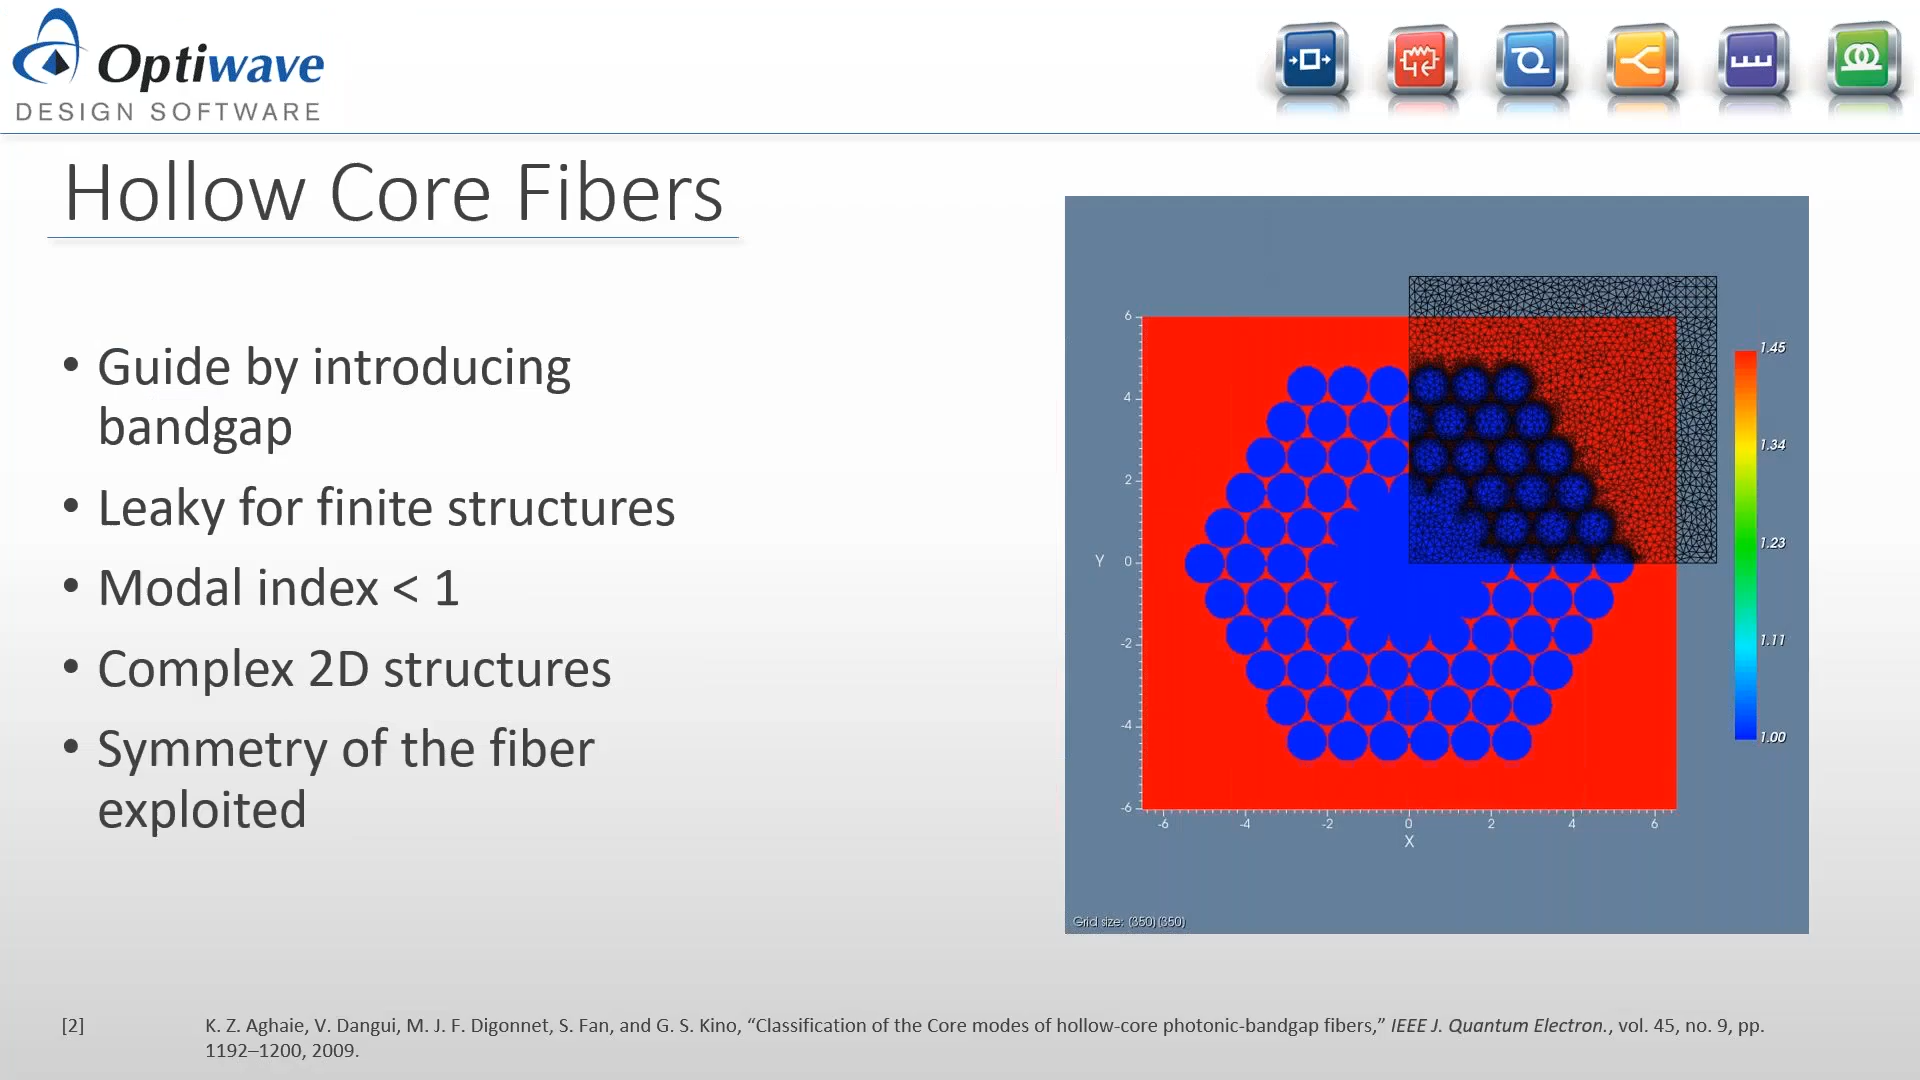 Optiwave
DESIGN SOFTWARE
Hollow Core Fibers
• Guide by introducing
bandgap
• Leaky for finite structures
• Modal index < 1
• Complex 2D structures
• Symmetry of the fiber
exploited
6
4
2
Y 0
-2
-4
-6
-6 -4 -2 0 2 4 6
X
1.45
1.34
1.23
1.11
1.00
Grid size: (350)(350)
[2] K. Z. Aghaie, V. Dangui, M. J. F. Digonnet, S. Fan, and G. S. Kino, “Classification of the Core modes of hollow-core photonic-bandgap fibers,” IEEE J. Quantum Electron., vol. 45, no. 9, pp.
1192–1200, 2009.